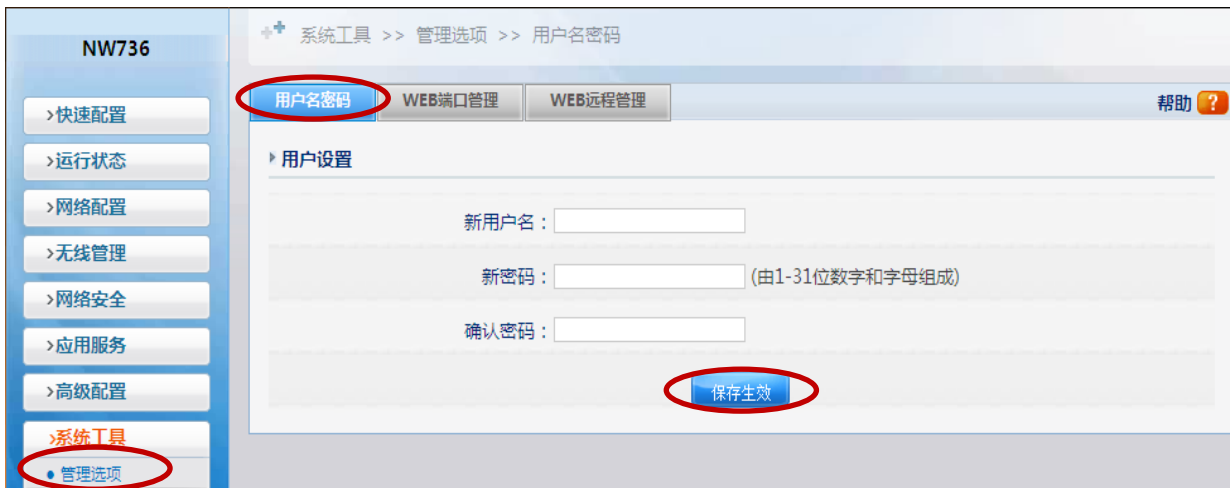 NW736
系统工具 >> 管理选项 >> 用户名密码
用户名密码 WEB端口管理 WEB远程管理 帮助 ?
>快速配置
>运行状态
>网络配置
>无线管理
>网络安全
>应用服务
>高级配置
>系统工具
• 管理选项
用户设置
新用户名：
新密码： (由1-31位数字和字母组成)
确认密码：
保存生效